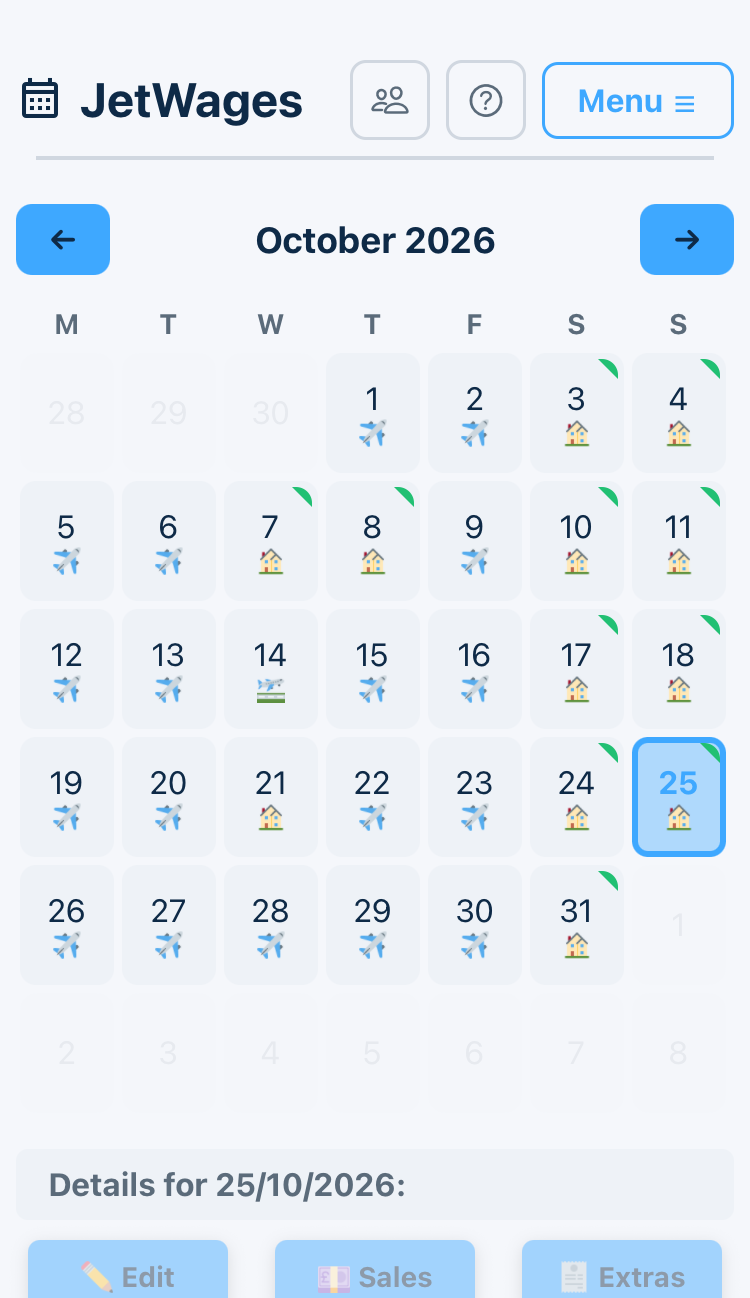 JetWages
Menu
October 2026
M T W T F S S
28 29 30 1 2 3 4
5 6 7 8 9 10 11
12 13 14 15 16 17 18
19 20 21 22 23 24 25
26 27 28 29 30 31 1
2 3 4 5 6 7 8
Details for 25/10/2026:
Edit Sales Extras